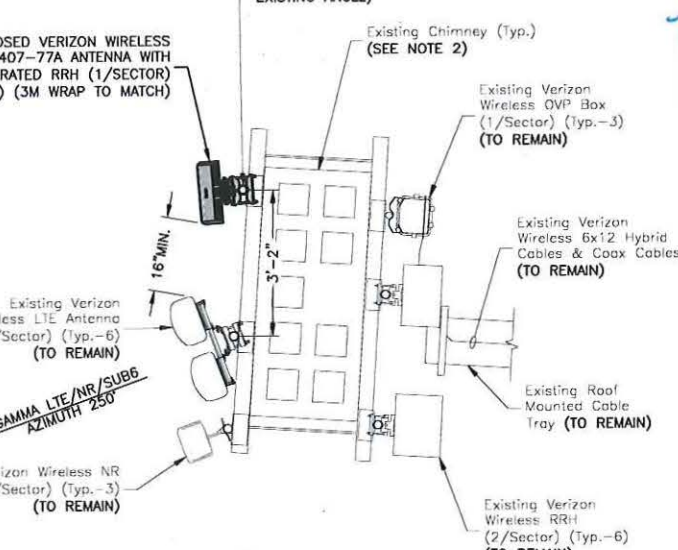 EXISTING ANGLE)
OSED VERIZON WIRELESS
407-77A ANTENNA WITH
RATED RRH (1/SECTOR)
) (3M WRAP TO MATCH)
Existing Chimney (Typ.)
(SEE NOTE 2)
Existing Verizon
Wireless OVP Box
(1/Sector) (Typ.-3)
(TO REMAIN)
16"MIN.
3'-2"
Existing Verizon
Wireless 6x12 Hybrid
Cables & Coax Cables
(TO REMAIN)
Existing Verizon
less LTE Antenna
/Sector) (Typ.-6)
(TO REMAIN)
GAMMA LTE/NR/SUB6
AZIMUTH 250°
Existing Roof
Mounted Cable
Tray (TO REMAIN)
rizon Wireless NR
/Sector) (Typ.-3)
(TO REMAIN)
Existing Verizon
Wireless RRH
(2/Sector) (Typ.-6)
(TO REMAIN)